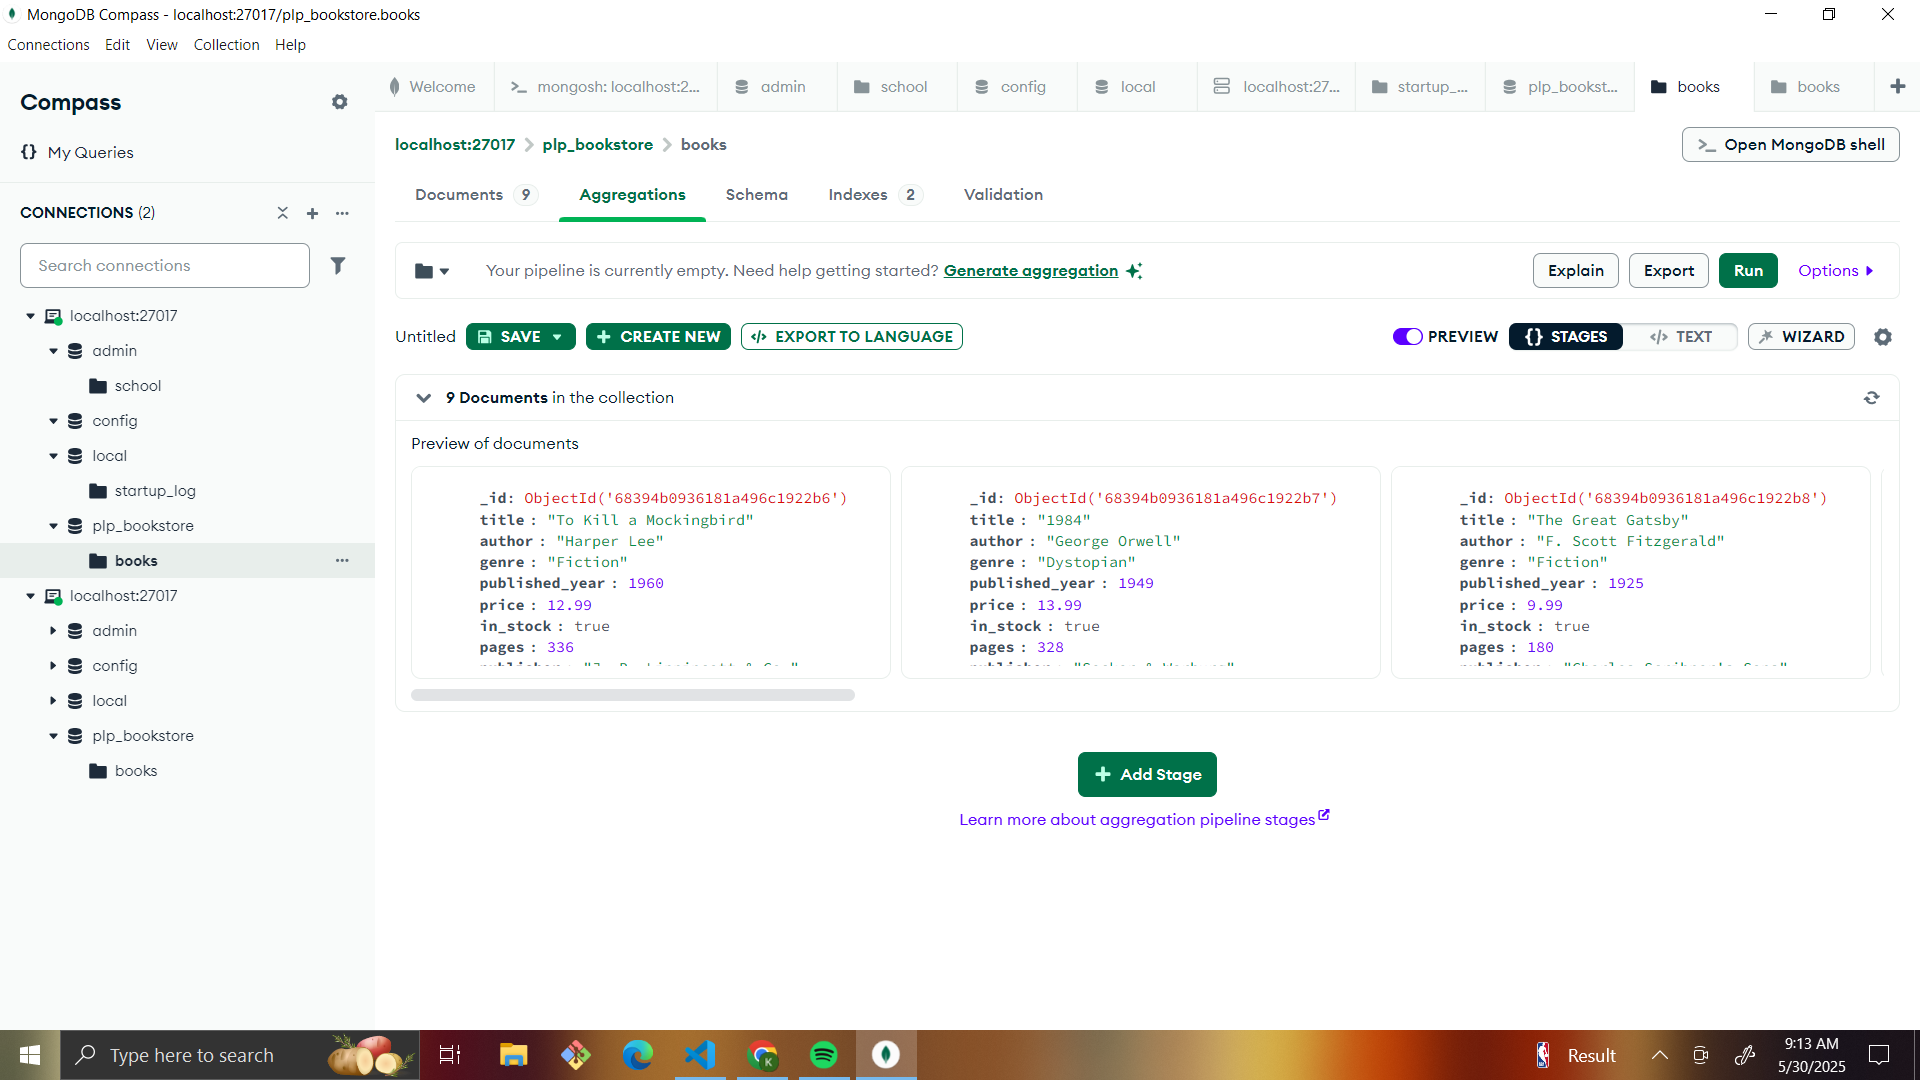 MongoDB Compass - localhost:27017/plp_bookstore.books
Connections Edit View Collection Help
Compass
My Queries
CONNECTIONS (2)
Search connections
localhost:27017
admin
school
config
local
startup_log
plp_bookstore
books
localhost:27017
admin
config
local
plp_bookstore
books
Welcome
mongosh: localhost:2...
admin
school
config
local
localhost:27...
startup_...
plp_bookst...
books
books
localhost:27017 plp_bookstore books
Open MongoDB shell
Documents 9 Aggregations Schema Indexes 2 Validation
Your pipeline is currently empty. Need help getting started? Generate aggregation
Explain Export Run Options
Untitled SAVE CREATE NEW EXPORT TO LANGUAGE
PREVIEW {} STAGES </> TEXT WIZARD
9 Documents in the collection
Preview of documents
_id: ObjectId('68394b0936181a496c1922b6')
title : "To Kill a Mockingbird"
author : "Harper Lee"
genre : "Fiction"
published_year : 1960
price : 12.99
in_stock : true
pages : 336
_id: ObjectId('68394b0936181a496c1922b7')
title : "1984"
author : "George Orwell"
genre : "Dystopian"
published_year : 1949
price : 13.99
in_stock : true
pages : 328
_id: ObjectId('68394b0936181a496c1922b8')
title : "The Great Gatsby"
author : "F. Scott Fitzgerald"
genre : "Fiction"
published_year : 1925
price : 9.99
in_stock : true
pages : 180
Add Stage
Learn more about aggregation pipeline stages
Type here to search
K
Result
9:13 AM
5/30/2025